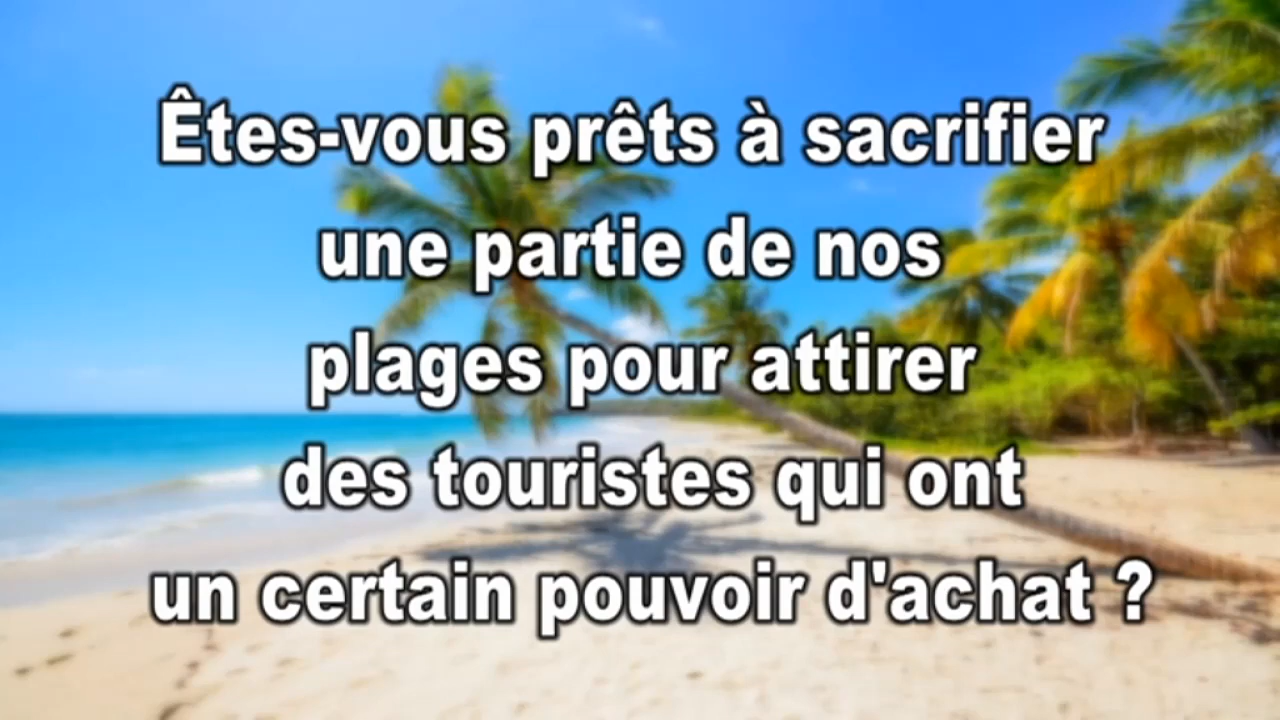 Êtes-vous prêts à sacrifier
une partie de nos
plages pour attirer
des touristes qui ont
un certain pouvoir d'achat ?